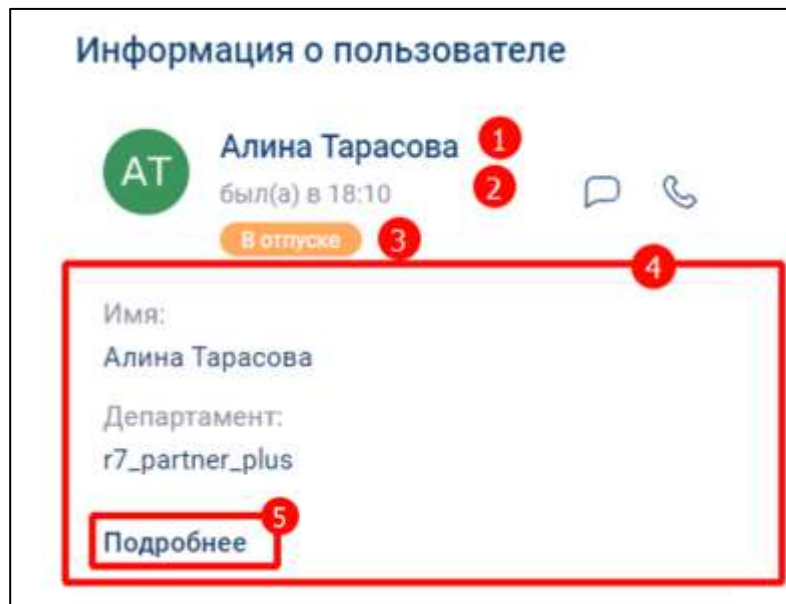 Информация о пользователе
АТ
Алина Тарасова 1
был(а) в 18:10 2
В отпуске 3
4
Имя:
Алина Тарасова
Департамент:
r7_partner_plus
5
Подробнее